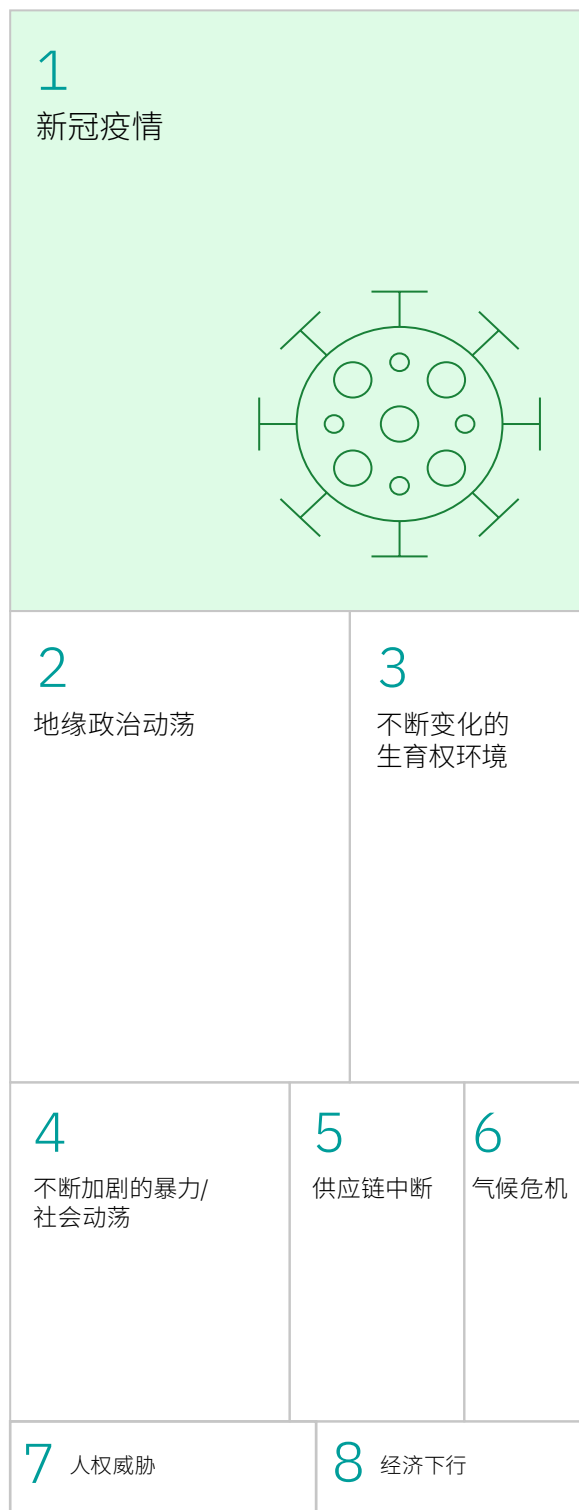 1
新冠疫情
2
地缘政治动荡
3
不断变化的
生育权环境
4
不断加剧的暴力/
社会动荡
5
供应链中断
6
气候危机
7
人权威胁
8
经济下行